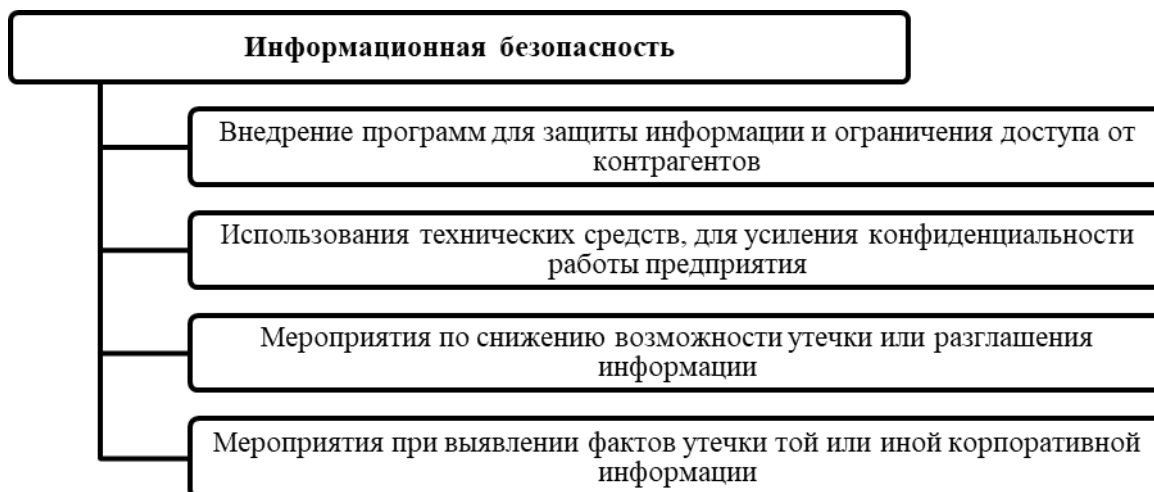 Информационная безопасность
Внедрение программ для защиты информации и ограничения доступа от
контрагентов
Использования технических средств, для усиления конфиденциальности
работы предприятия
Мероприятия по снижению возможности утечки или разглашения
информации
Мероприятия при выявлении фактов утечки той или иной корпоративной
информации